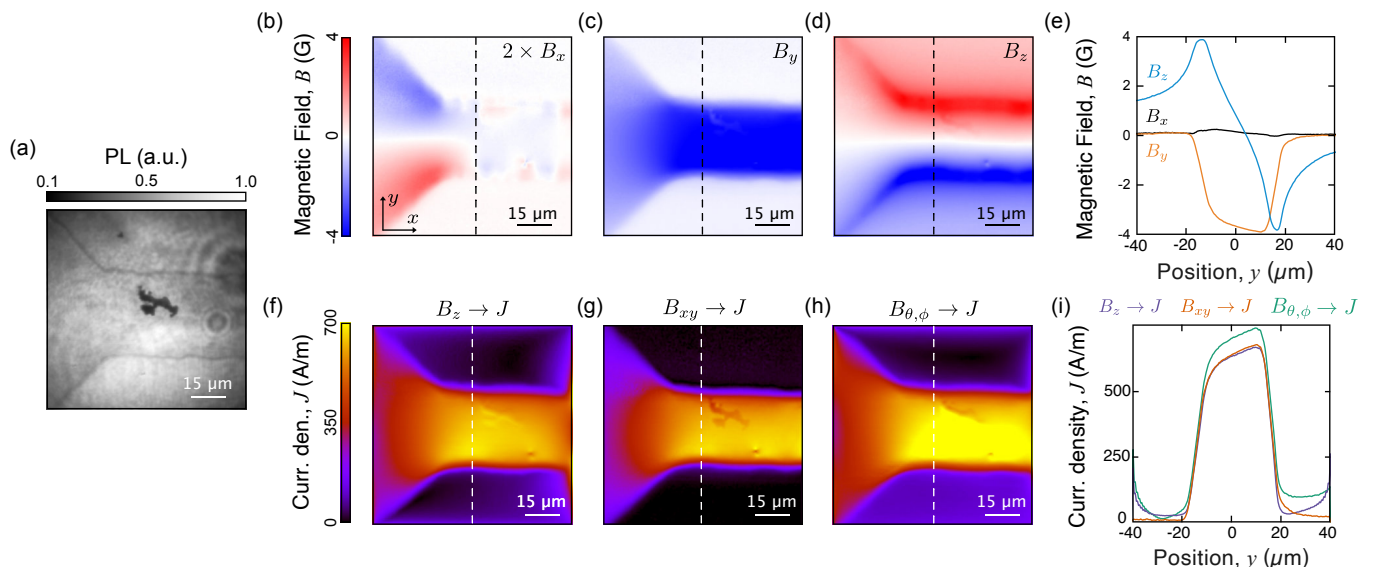 (a)
PL (a.u.)
0.1 0.5 1.0
15 µm
(b)
Magnetic Field, B (G)
4
0
-4
2 × Bₓ
y
x
15 µm
(c)
B_y
15 µm
(d)
B_z
15 µm
(e)
Magnetic Field, B (G)
4
2
0
-2
-4
B_z
Bₓ
B_y
-40 -20 0 20 40
Position, y (µm)
(f)
B_z → J
Curr. den., J (A/m)
700
350
0
15 µm
(g)
B_xy → J
15 µm
(h)
B_θ,ϕ → J
15 µm
(i)
B_z → J B_xy → J B_θ,ϕ → J
Current density, J (A/m)
500
250
0
-40 -20 0 20 40
Position, y (µm)